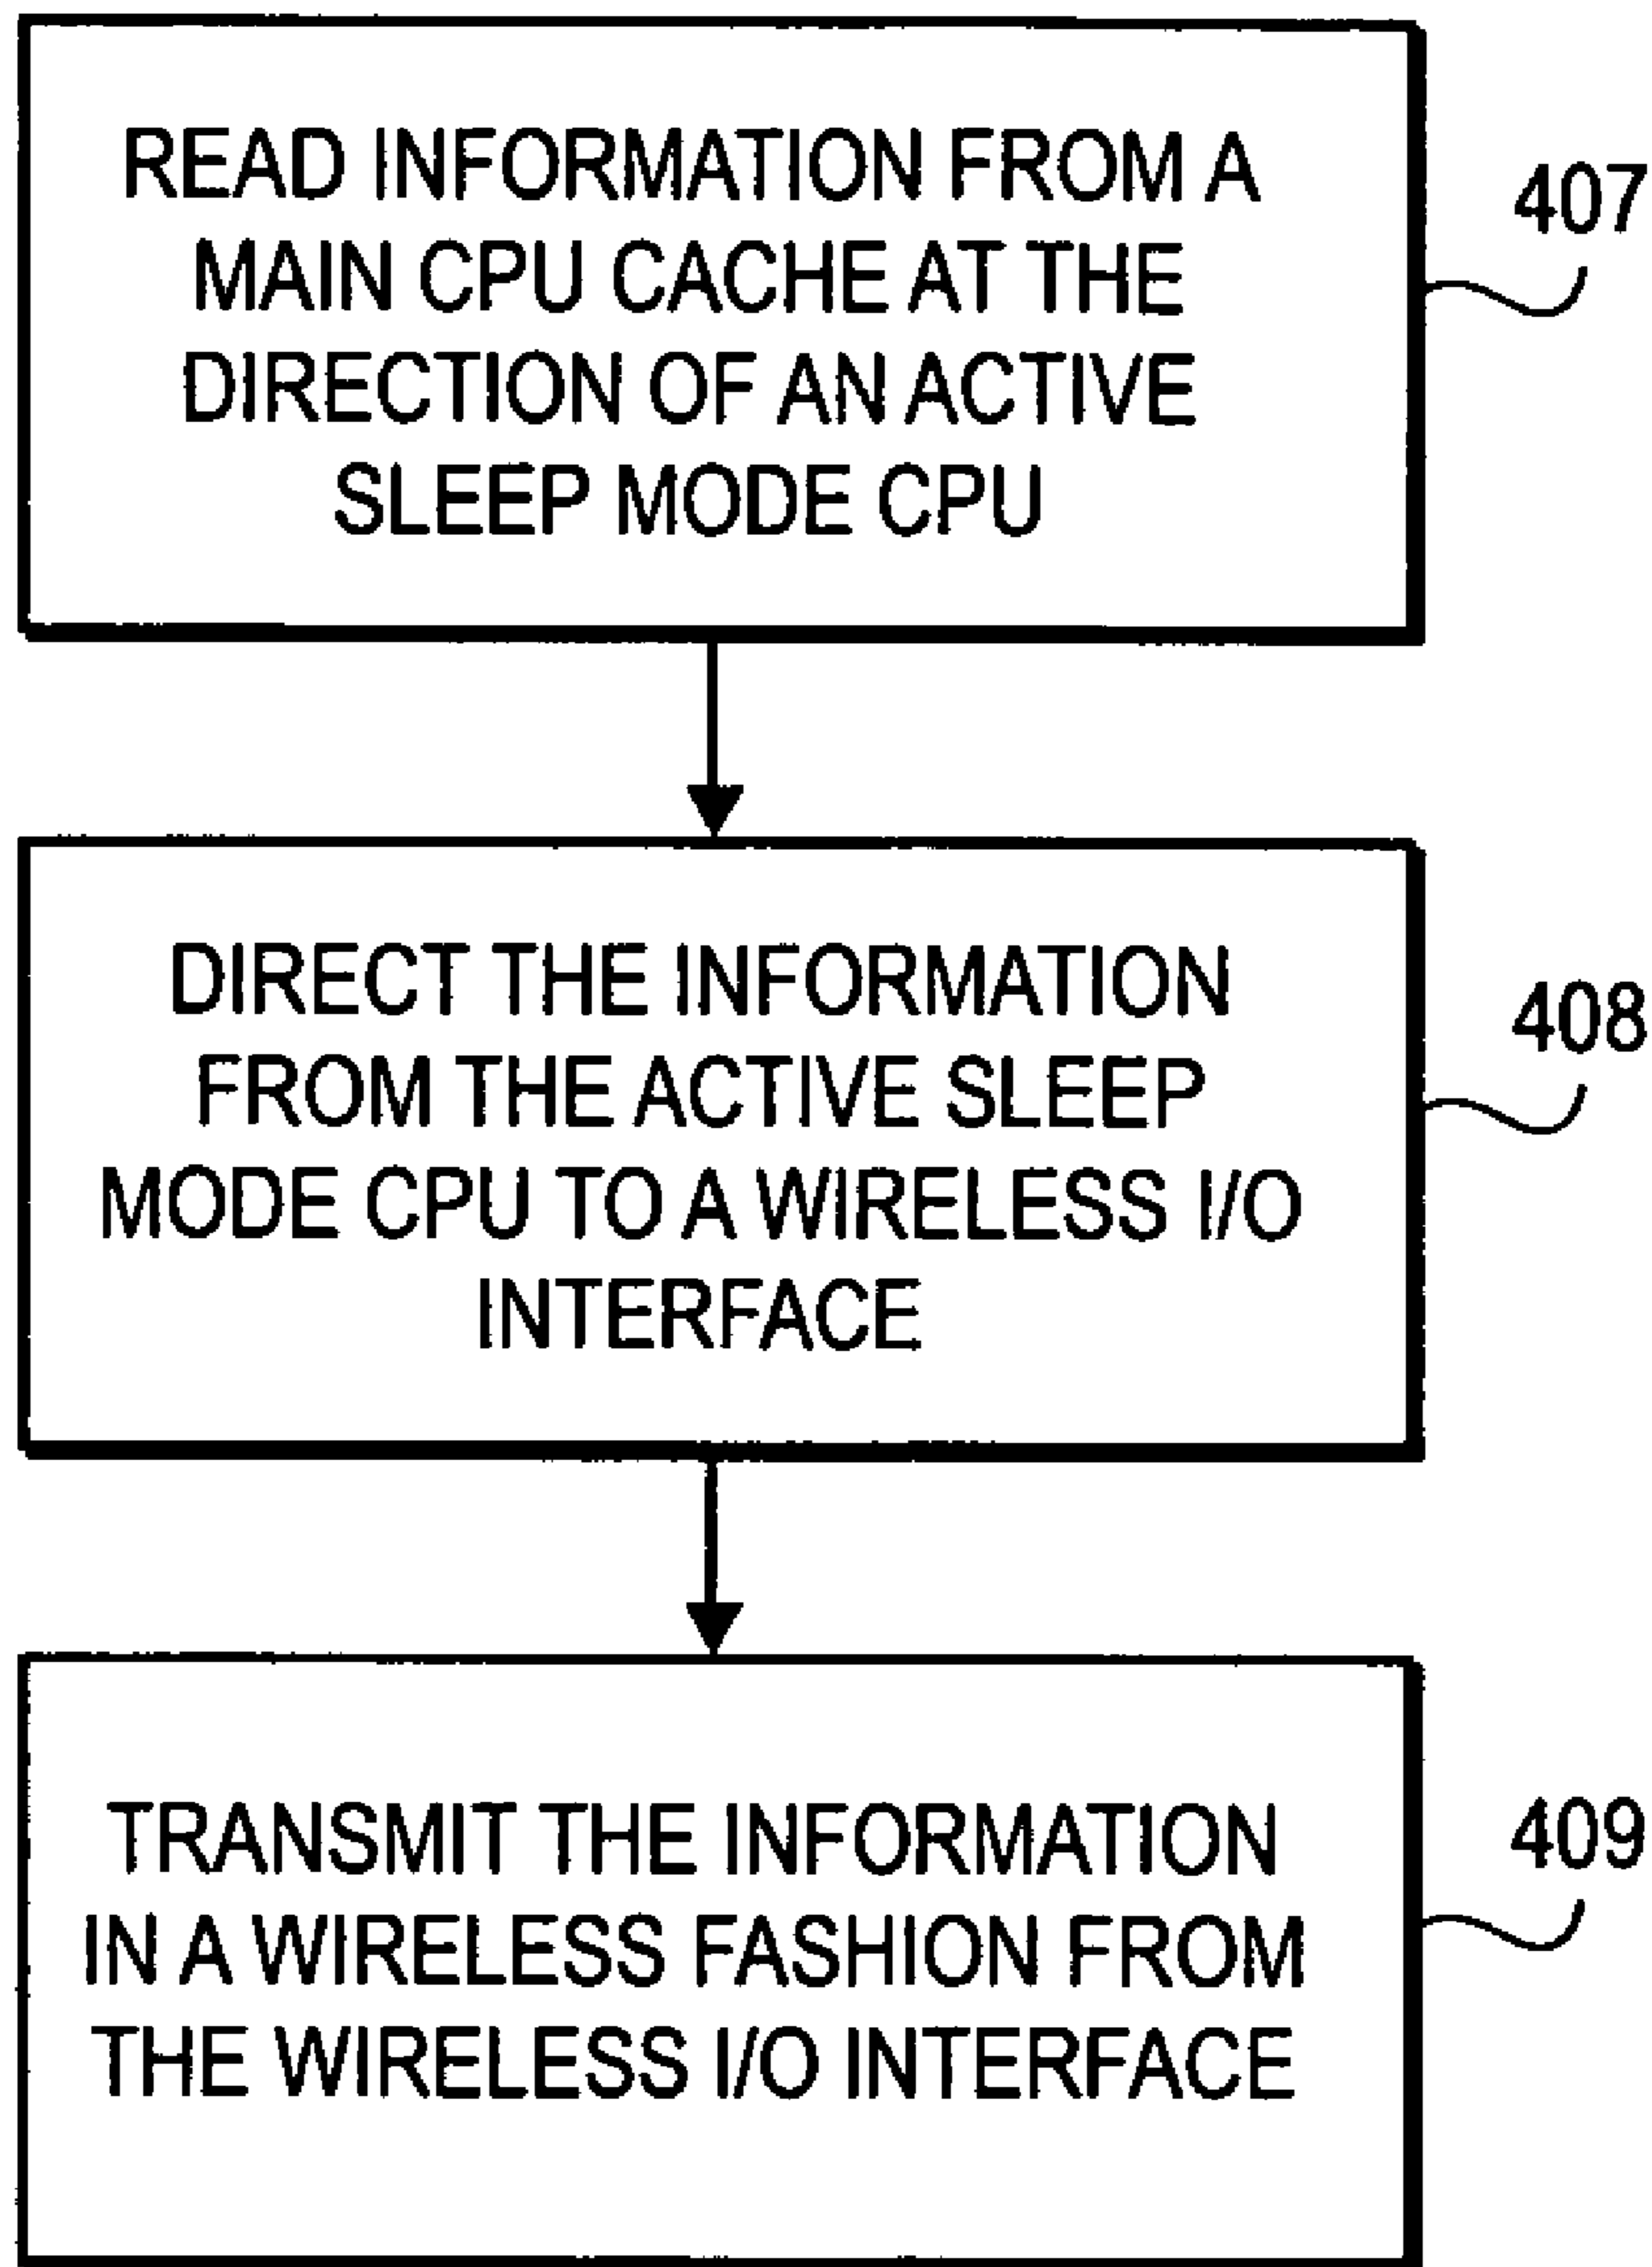 READ INFORMATION FROM A
MAIN CPU CACHE AT THE
DIRECTION OF AN ACTIVE
SLEEP MODE CPU
407
DIRECT THE INFORMATION
FROM THE ACTIVE SLEEP
MODE CPU TO A WIRELESS I/O
INTERFACE
408
TRANSMIT THE INFORMATION
IN A WIRELESS FASHION FROM
THE WIRELESS I/O INTERFACE
409